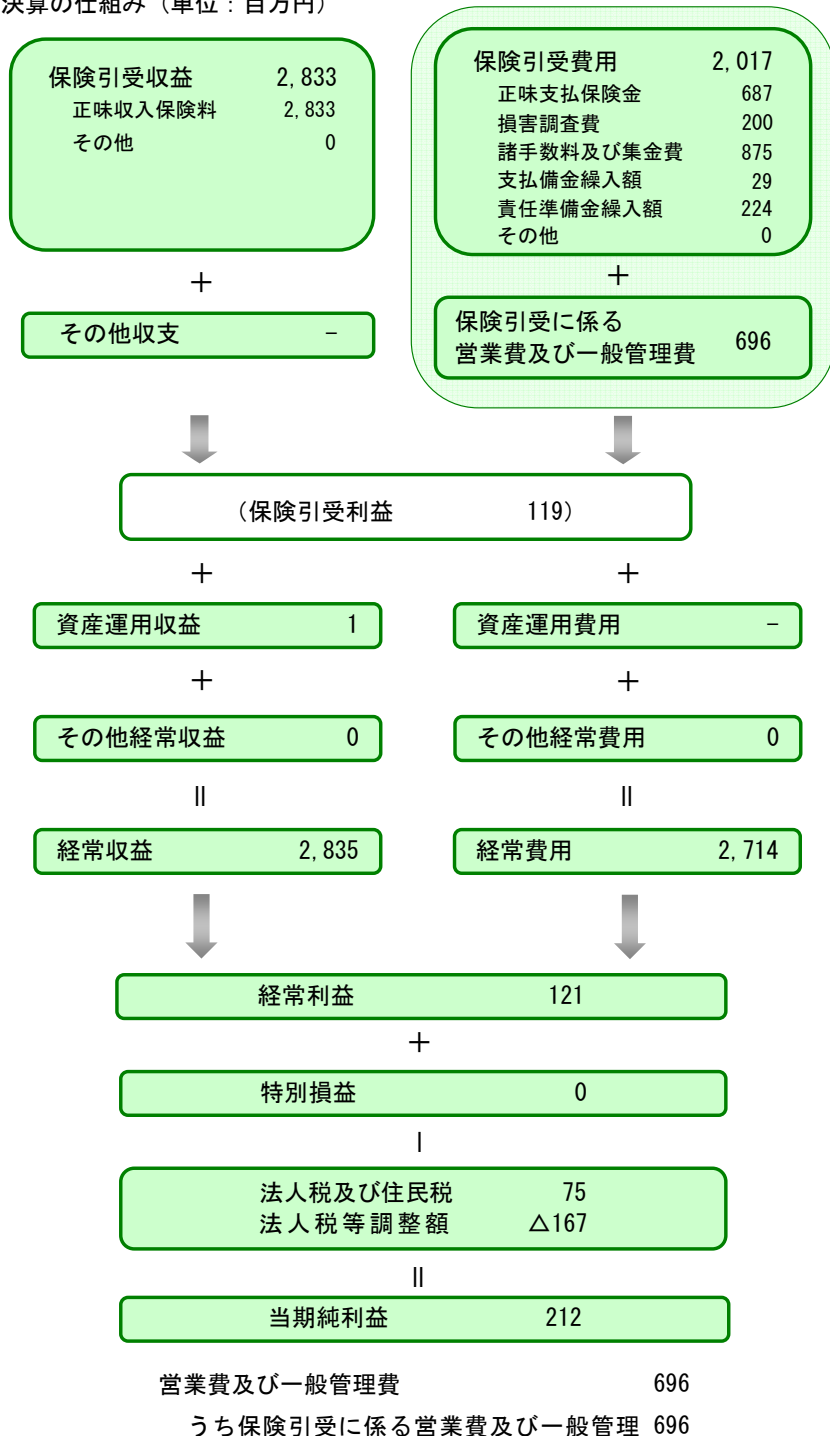 決算の仕組み（単位：百万円）
保険引受収益 2,833
正味収入保険料 2,833
その他 0
＋
その他収支 －
保険引受費用 2,017
正味支払保険金 687
損害調査費 200
諸手数料及び集金費 875
支払備金繰入額 29
責任準備金繰入額 224
その他 0
＋
保険引受に係る
営業費及び一般管理費 696
（保険引受利益 119）
＋ ＋
資産運用収益 1 資産運用費用 －
＋ ＋
その他経常収益 0 その他経常費用 0
॥ ॥
経常収益 2,835 経常費用 2,714
経常利益 121
＋
特別損益 0
｜
法人税及び住民税 75
法人税等調整額 △167
॥
当期純利益 212
営業費及び一般管理費 696
うち保険引受に係る営業費及び一般管理 696